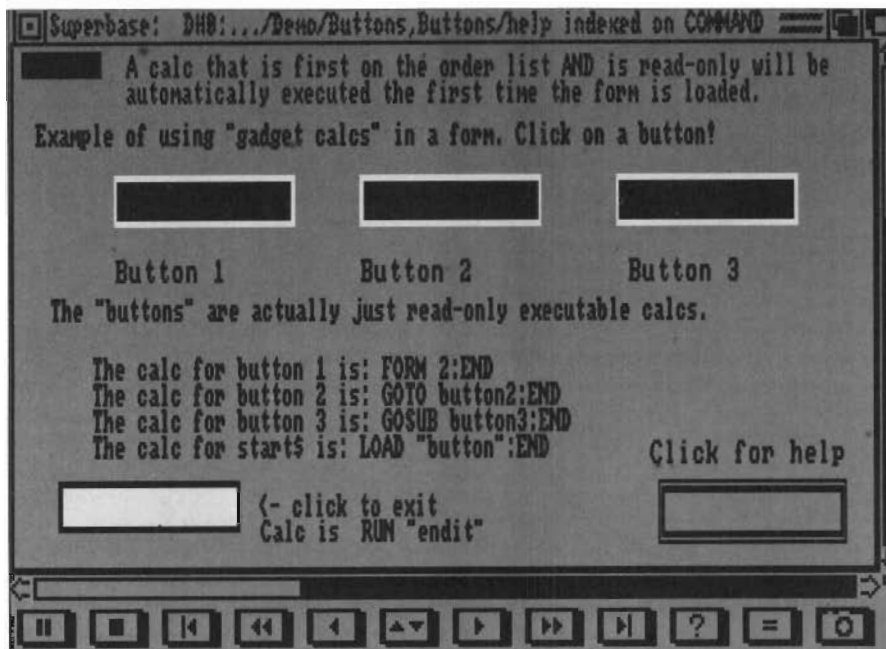 Superbase: DH0:.../Demo/Buttons,Buttons/help indexed on COMMAND
A calc that is first on the order list AND is read-only will be
automatically executed the first time the form is loaded.
Example of using "gadget calcs" in a form. Click on a button!
Button 1 Button 2 Button 3
The "buttons" are actually just read-only executable calcs.
The calc for button 1 is: FORM 2:END
The calc for button 2 is: GOTO button2:END
The calc for button 3 is: GOSUB button3:END
The calc for start$ is: LOAD "button":END
Click for help
<- click to exit
Calc is RUN "endit"
? =